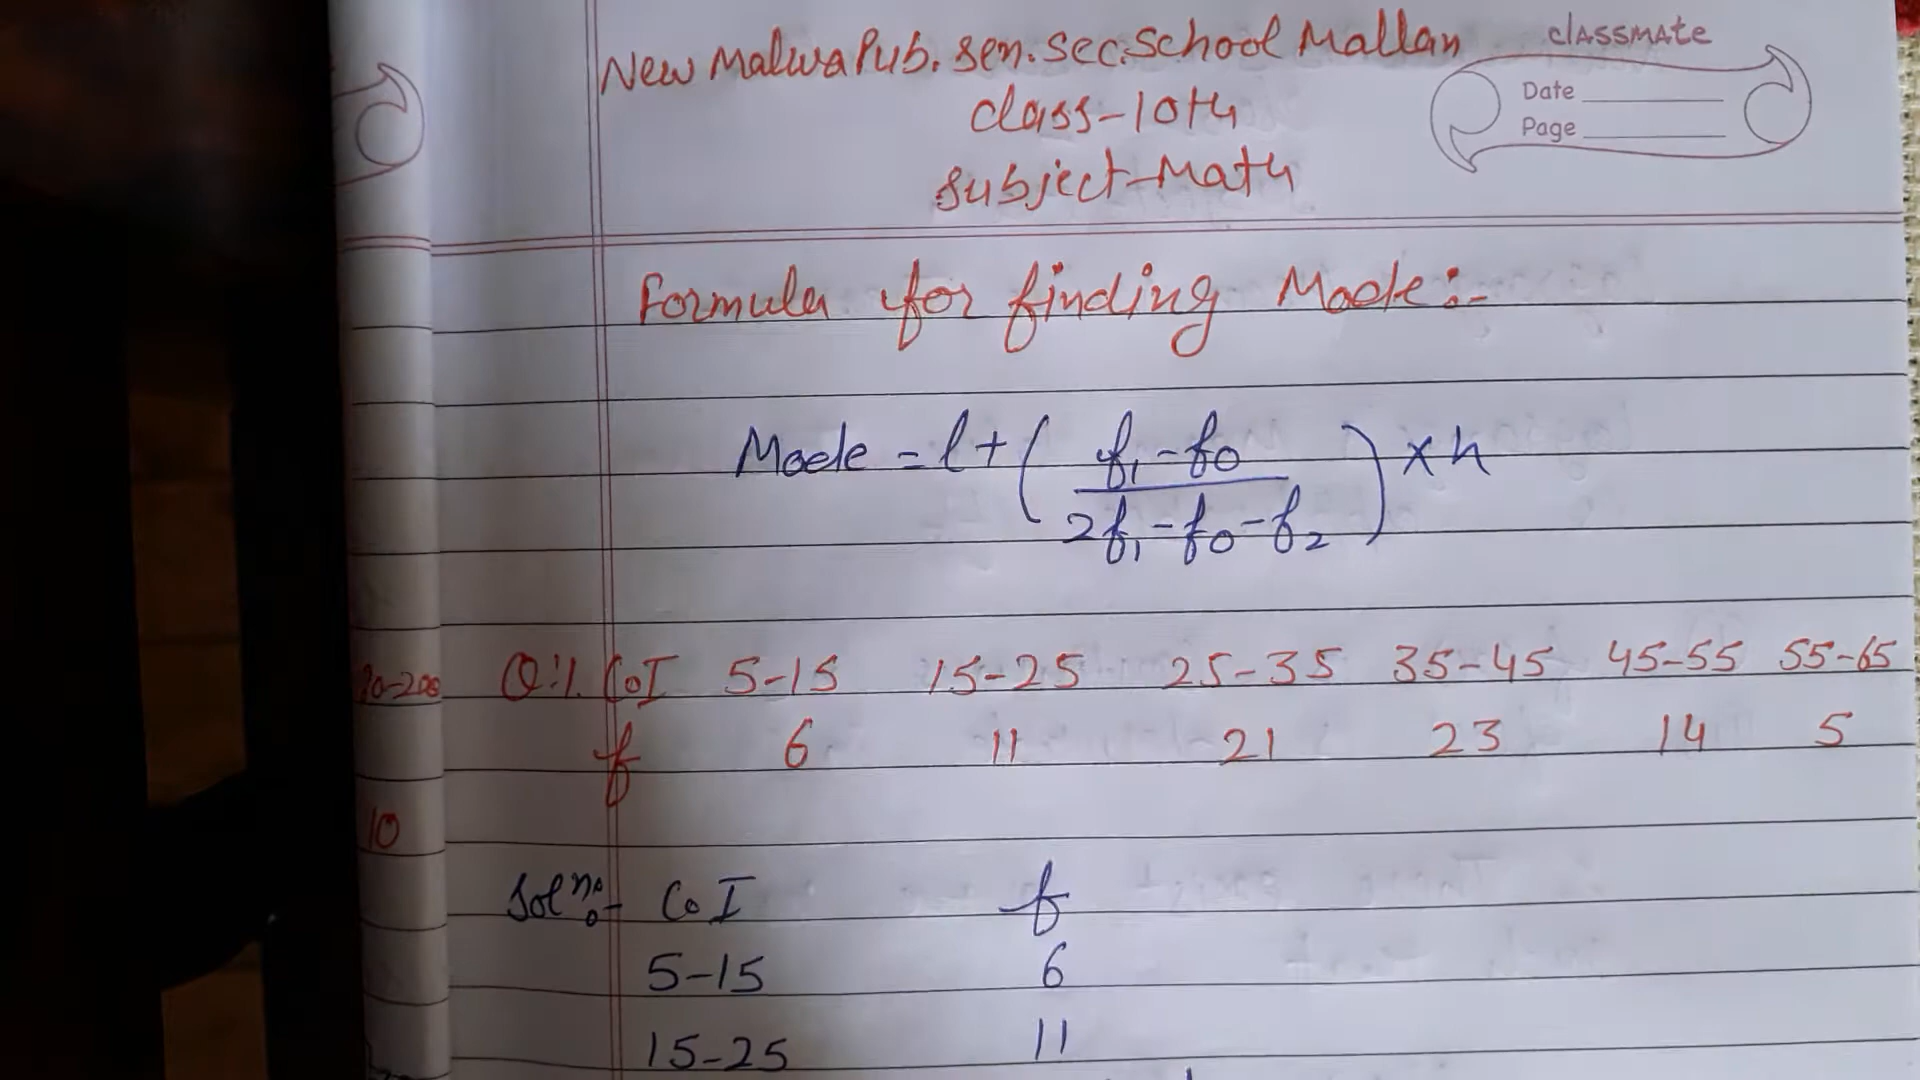 New Malwa Pub. sen. sec. School Mallan
classmate
Date
Page
class-10th
subject-Math
Formula for finding Mode:-
Mode = l + ( f₁ - f₀ / 2f₁ - f₀ - f₂ ) × h
Q:1. CoI 5-15 15-25 25-35 35-45 45-55 55-65
f 6 11 21 23 14 5
10
Solⁿ:- CoI f
5-15 6
15-25 11